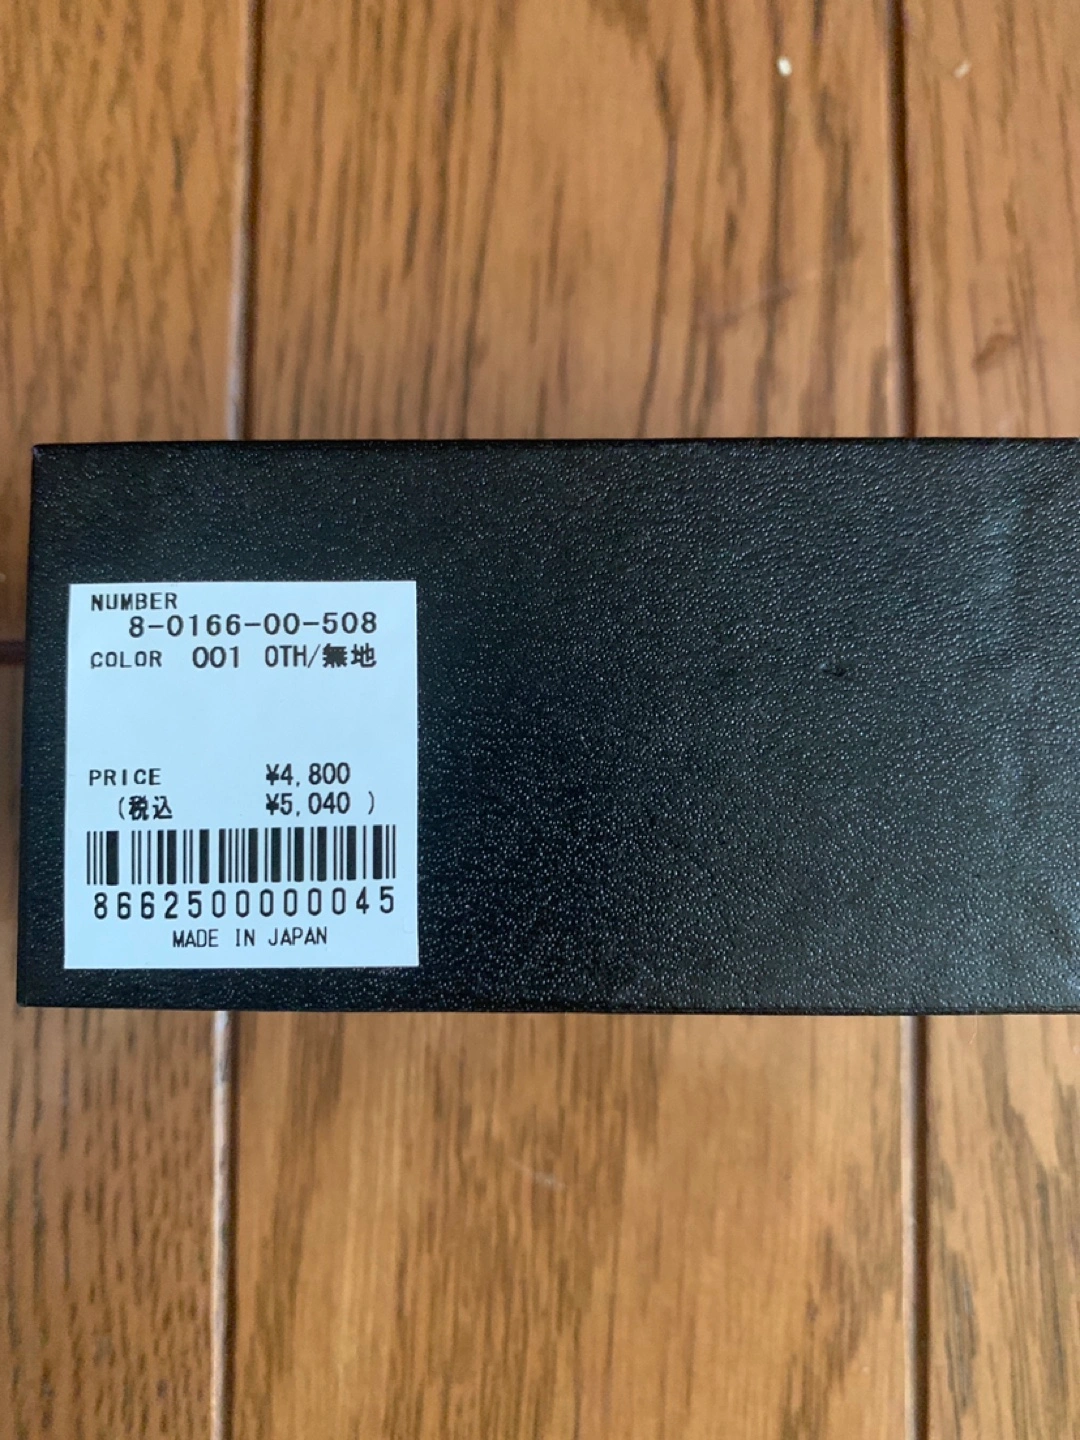 NUMBER
8-0166-00-508
COLOR 001 OTH/無地
PRICE ¥4,800
(税込 ¥5,040 )
8662500000045
MADE IN JAPAN